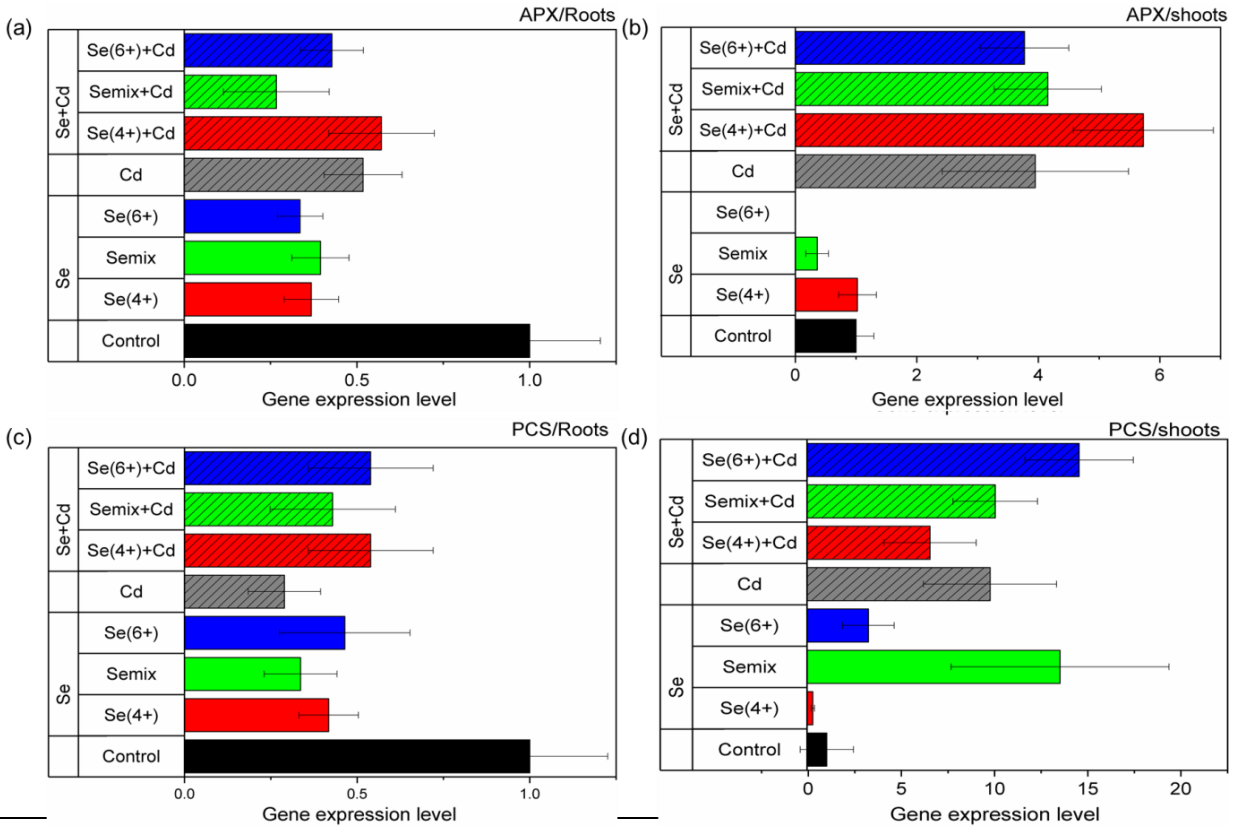 (a)
APX/Roots
Se+Cd
Se(6+)+Cd
Semix+Cd
Se(4+)+Cd
Cd
Se
Se(6+)
Semix
Se(4+)
Control
0.0 0.5 1.0
Gene expression level
(b)
APX/shoots
Se+Cd
Se(6+)+Cd
Semix+Cd
Se(4+)+Cd
Cd
Se
Se(6+)
Semix
Se(4+)
Control
0 2 4 6
Gene expression level
(c)
PCS/Roots
Se+Cd
Se(6+)+Cd
Semix+Cd
Se(4+)+Cd
Cd
Se
Se(6+)
Semix
Se(4+)
Control
0.0 0.5 1.0
Gene expression level
(d)
PCS/shoots
Se+Cd
Se(6+)+Cd
Semix+Cd
Se(4+)+Cd
Cd
Se
Se(6+)
Semix
Se(4+)
Control
0 5 10 15 20
Gene expression level